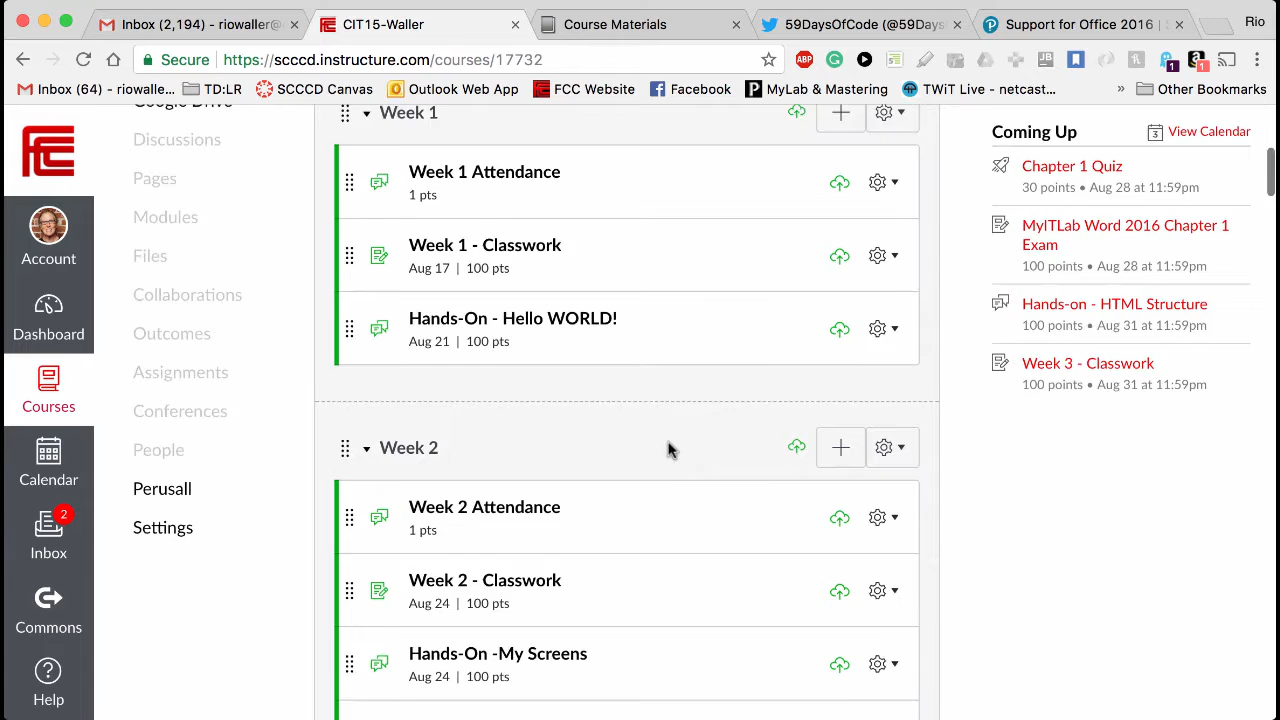 Inbox (2,194) - riowaller@
CIT15-Waller
Course Materials
59DaysOfCode (@59Days
Support for Office 2016 | S
Rio
Secure
https://scccd.instructure.com/courses/17732
ABP
JB
1
1
Inbox (64) - riowalle...
TD:LR
SCCCD Canvas
Outlook Web App
FCC Website
Facebook
MyLab & Mastering
TWiT Live - netcast...
»
Other Bookmarks
FCC
Account
Dashboard
Courses
Calendar
2
Inbox
Commons
Help
Google Drive
Discussions
Pages
Modules
Files
Collaborations
Outcomes
Assignments
Conferences
People
Perusall
Settings
Week 1
Week 1 Attendance
1 pts
Week 1 - Classwork
Aug 17 | 100 pts
Hands-On - Hello WORLD!
Aug 21 | 100 pts
Week 2
Week 2 Attendance
1 pts
Week 2 - Classwork
Aug 24 | 100 pts
Hands-On -My Screens
Aug 24 | 100 pts
Coming Up
3 View Calendar
Chapter 1 Quiz
30 points • Aug 28 at 11:59pm
MyITLab Word 2016 Chapter 1
Exam
100 points • Aug 28 at 11:59pm
Hands-on - HTML Structure
100 points • Aug 31 at 11:59pm
Week 3 - Classwork
100 points • Aug 31 at 11:59pm